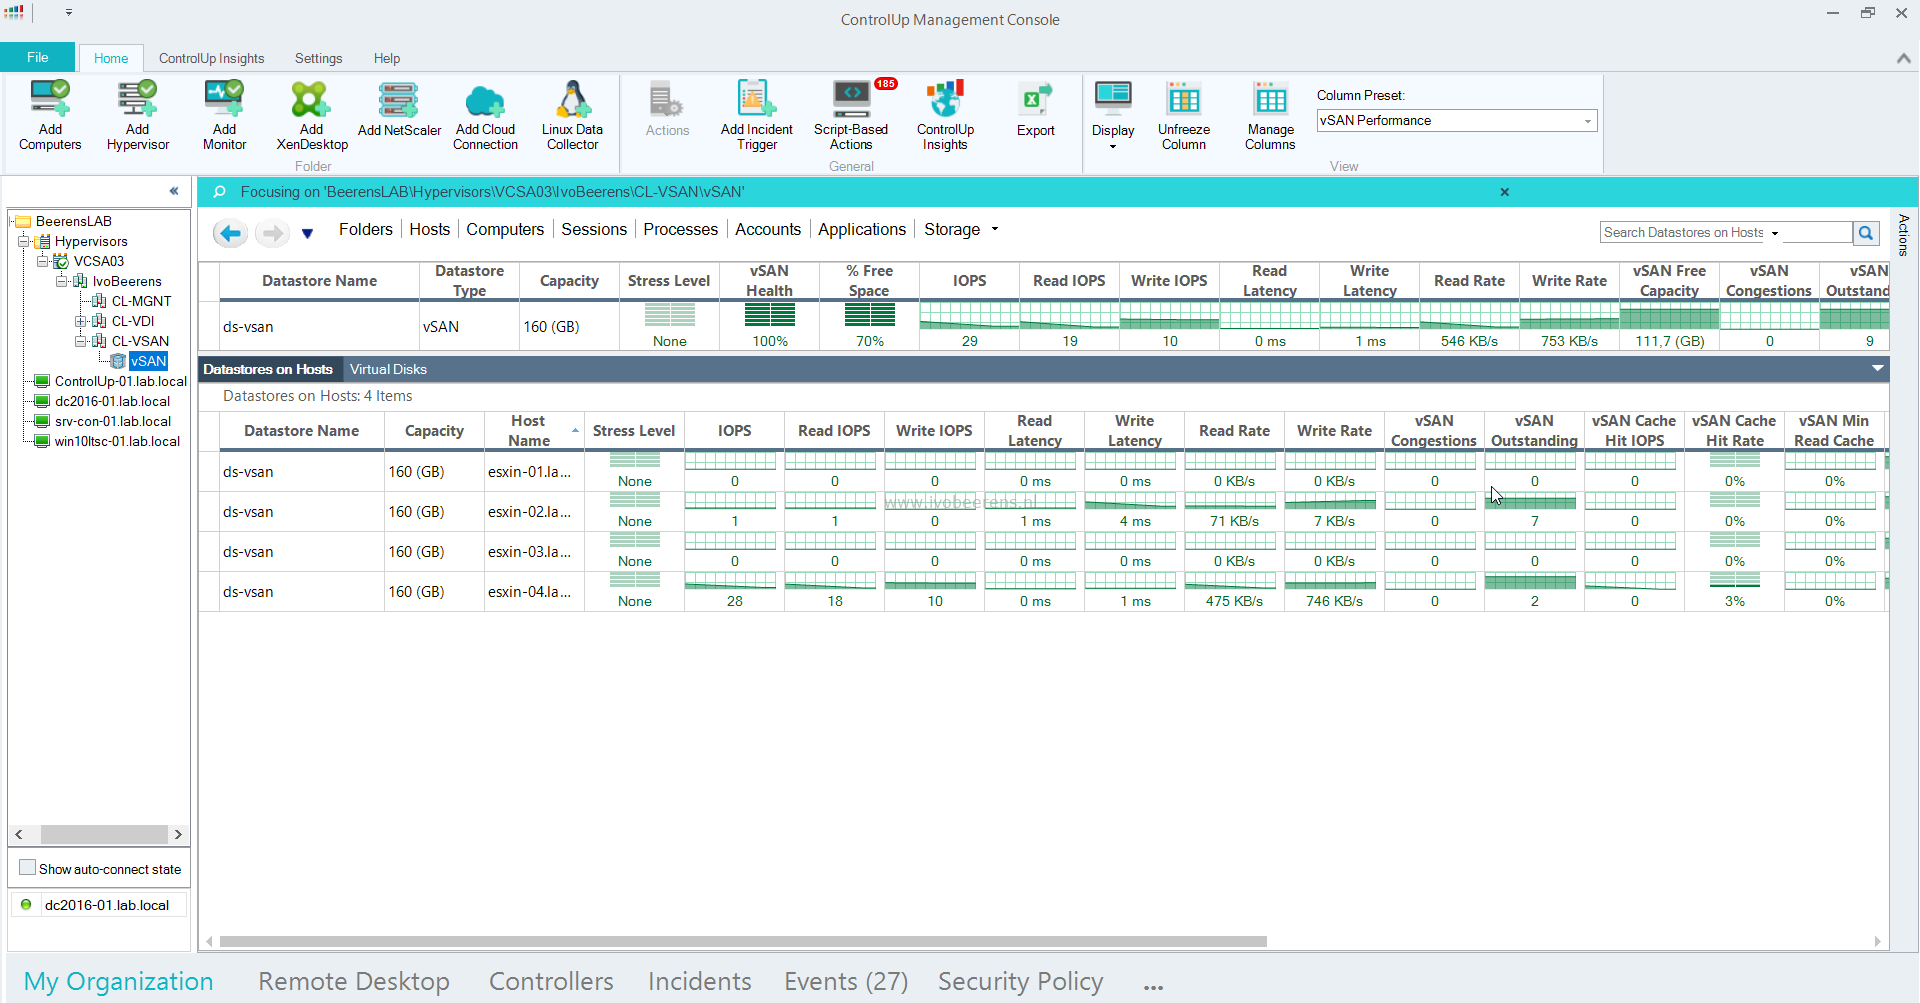 ControlUp Management Console
File Home ControlUp Insights Settings Help
Add Computers
Add Hypervisor
Add Monitor
Add XenDesktop
Add NetScaler
Add Cloud Connection
Linux Data Collector
Folder
Actions
Add Incident Trigger
Script-Based Actions
185
ControlUp Insights
Export
General
Display
Unfreeze Column
Manage Columns
Column Preset:
vSAN Performance
View
«
BeerensLAB
Hypervisors
VCSA03
IvoBeerens
CL-MGNT
CL-VDI
CL-VSAN
vSAN
ControlUp-01.lab.local
dc2016-01.lab.local
srv-con-01.lab.local
win10ltsc-01.lab.local
Show auto-connect state
dc2016-01.lab.local
Focusing on 'BeerensLAB\Hypervisors\VCSA03\IvoBeerens\CL-VSAN\vSAN'
Folders Hosts Computers Sessions Processes Accounts Applications Storage
Search Datastores on Hosts
Actions
Datastore Name Datastore Type Capacity Stress Level vSAN Health % Free Space IOPS Read IOPS Write IOPS Read Latency Write Latency Read Rate Write Rate vSAN Free Capacity vSAN Congestions vSAN Outstand
ds-vsan vSAN 160 (GB) None 100% 70% 29 19 10 0 ms 1 ms 546 KB/s 753 KB/s 111,7 (GB) 0 9
Datastores on Hosts Virtual Disks
Datastores on Hosts: 4 Items
Datastore Name Capacity Host Name Stress Level IOPS Read IOPS Write IOPS Read Latency Write Latency Read Rate Write Rate vSAN Congestions vSAN Outstanding vSAN Cache Hit IOPS vSAN Cache Hit Rate vSAN Min Read Cache
ds-vsan 160 (GB) esxin-01.la... None 0 0 0 0 ms 0 ms 0 KB/s 0 KB/s 0 0 0 0% 0%
www.ivobeerens.nl
ds-vsan 160 (GB) esxin-02.la... None 1 1 0 1 ms 4 ms 71 KB/s 7 KB/s 0 7 0 0% 0%
ds-vsan 160 (GB) esxin-03.la... None 0 0 0 0 ms 0 ms 0 KB/s 0 KB/s 0 0 0 0% 0%
ds-vsan 160 (GB) esxin-04.la... None 28 18 10 0 ms 1 ms 475 KB/s 746 KB/s 0 2 0 3% 0%
My Organization Remote Desktop Controllers Incidents Events (27) Security Policy ...